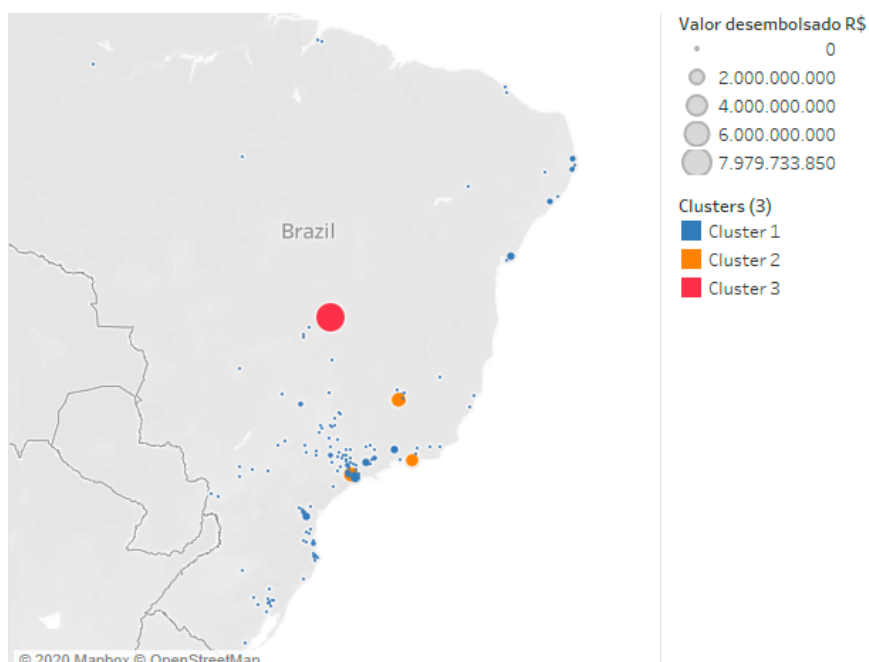 Brazil
© 2020 Mapbox © OpenStreetMap
Valor desembolsado R$
0
2.000.000.000
4.000.000.000
6.000.000.000
7.979.733.850
Clusters (3)
Cluster 1
Cluster 2
Cluster 3